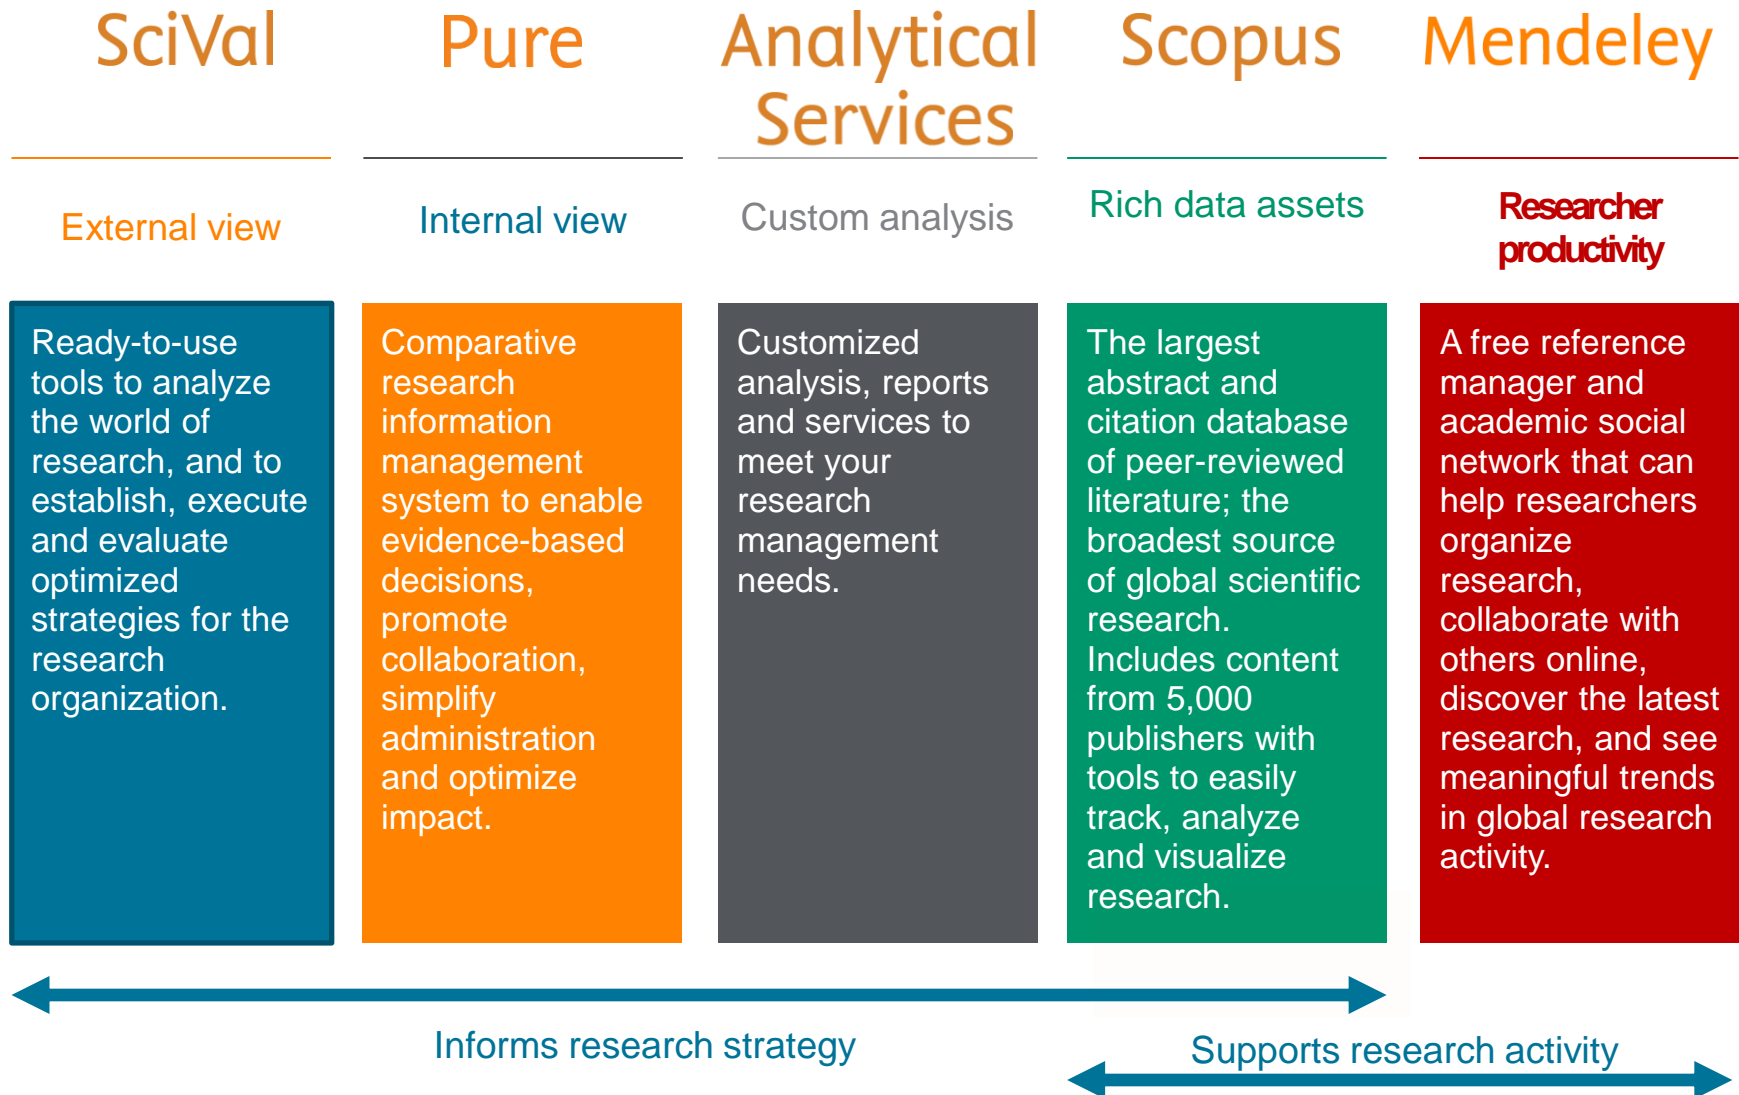 SciVal
Pure
Analytical
Services
Scopus
Mendeley
External view
Internal view
Custom analysis
Rich data assets
Researcher
productivity
Ready-to-use
tools to analyze
the world of
research, and to
establish, execute
and evaluate
optimized
strategies for the
research
organization.
Comparative
research
information
management
system to enable
evidence-based
decisions,
promote
collaboration,
simplify
administration
and optimize
impact.
Customized
analysis, reports
and services to
meet your
research
management
needs.
The largest
abstract and
citation database
of peer-reviewed
literature; the
broadest source
of global scientific
research.
Includes content
from 5,000
publishers with
tools to easily
track, analyze
and visualize
research.
A free reference
manager and
academic social
network that can
help researchers
organize
research,
collaborate with
others online,
discover the latest
research, and see
meaningful trends
in global research
activity.
Informs research strategy
Supports research activity